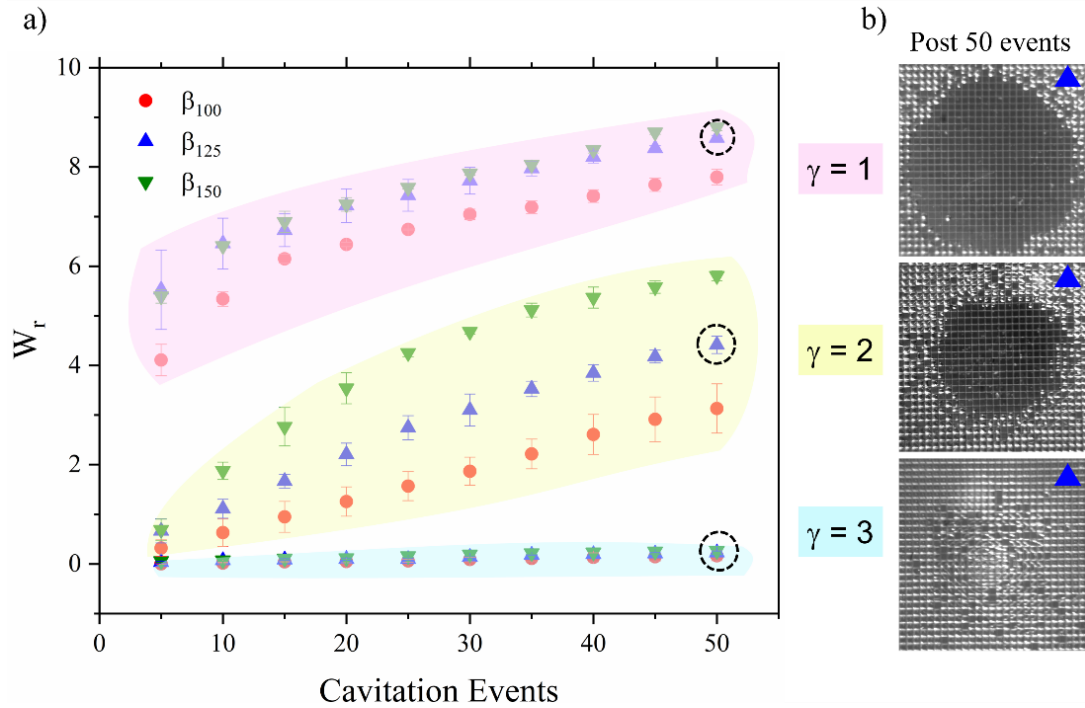 a)
b)
Post 50 events
10
8
6
4
2
0
W_r
β_100
β_125
β_150
γ = 1
γ = 2
γ = 3
0 10 20 30 40 50
Cavitation Events